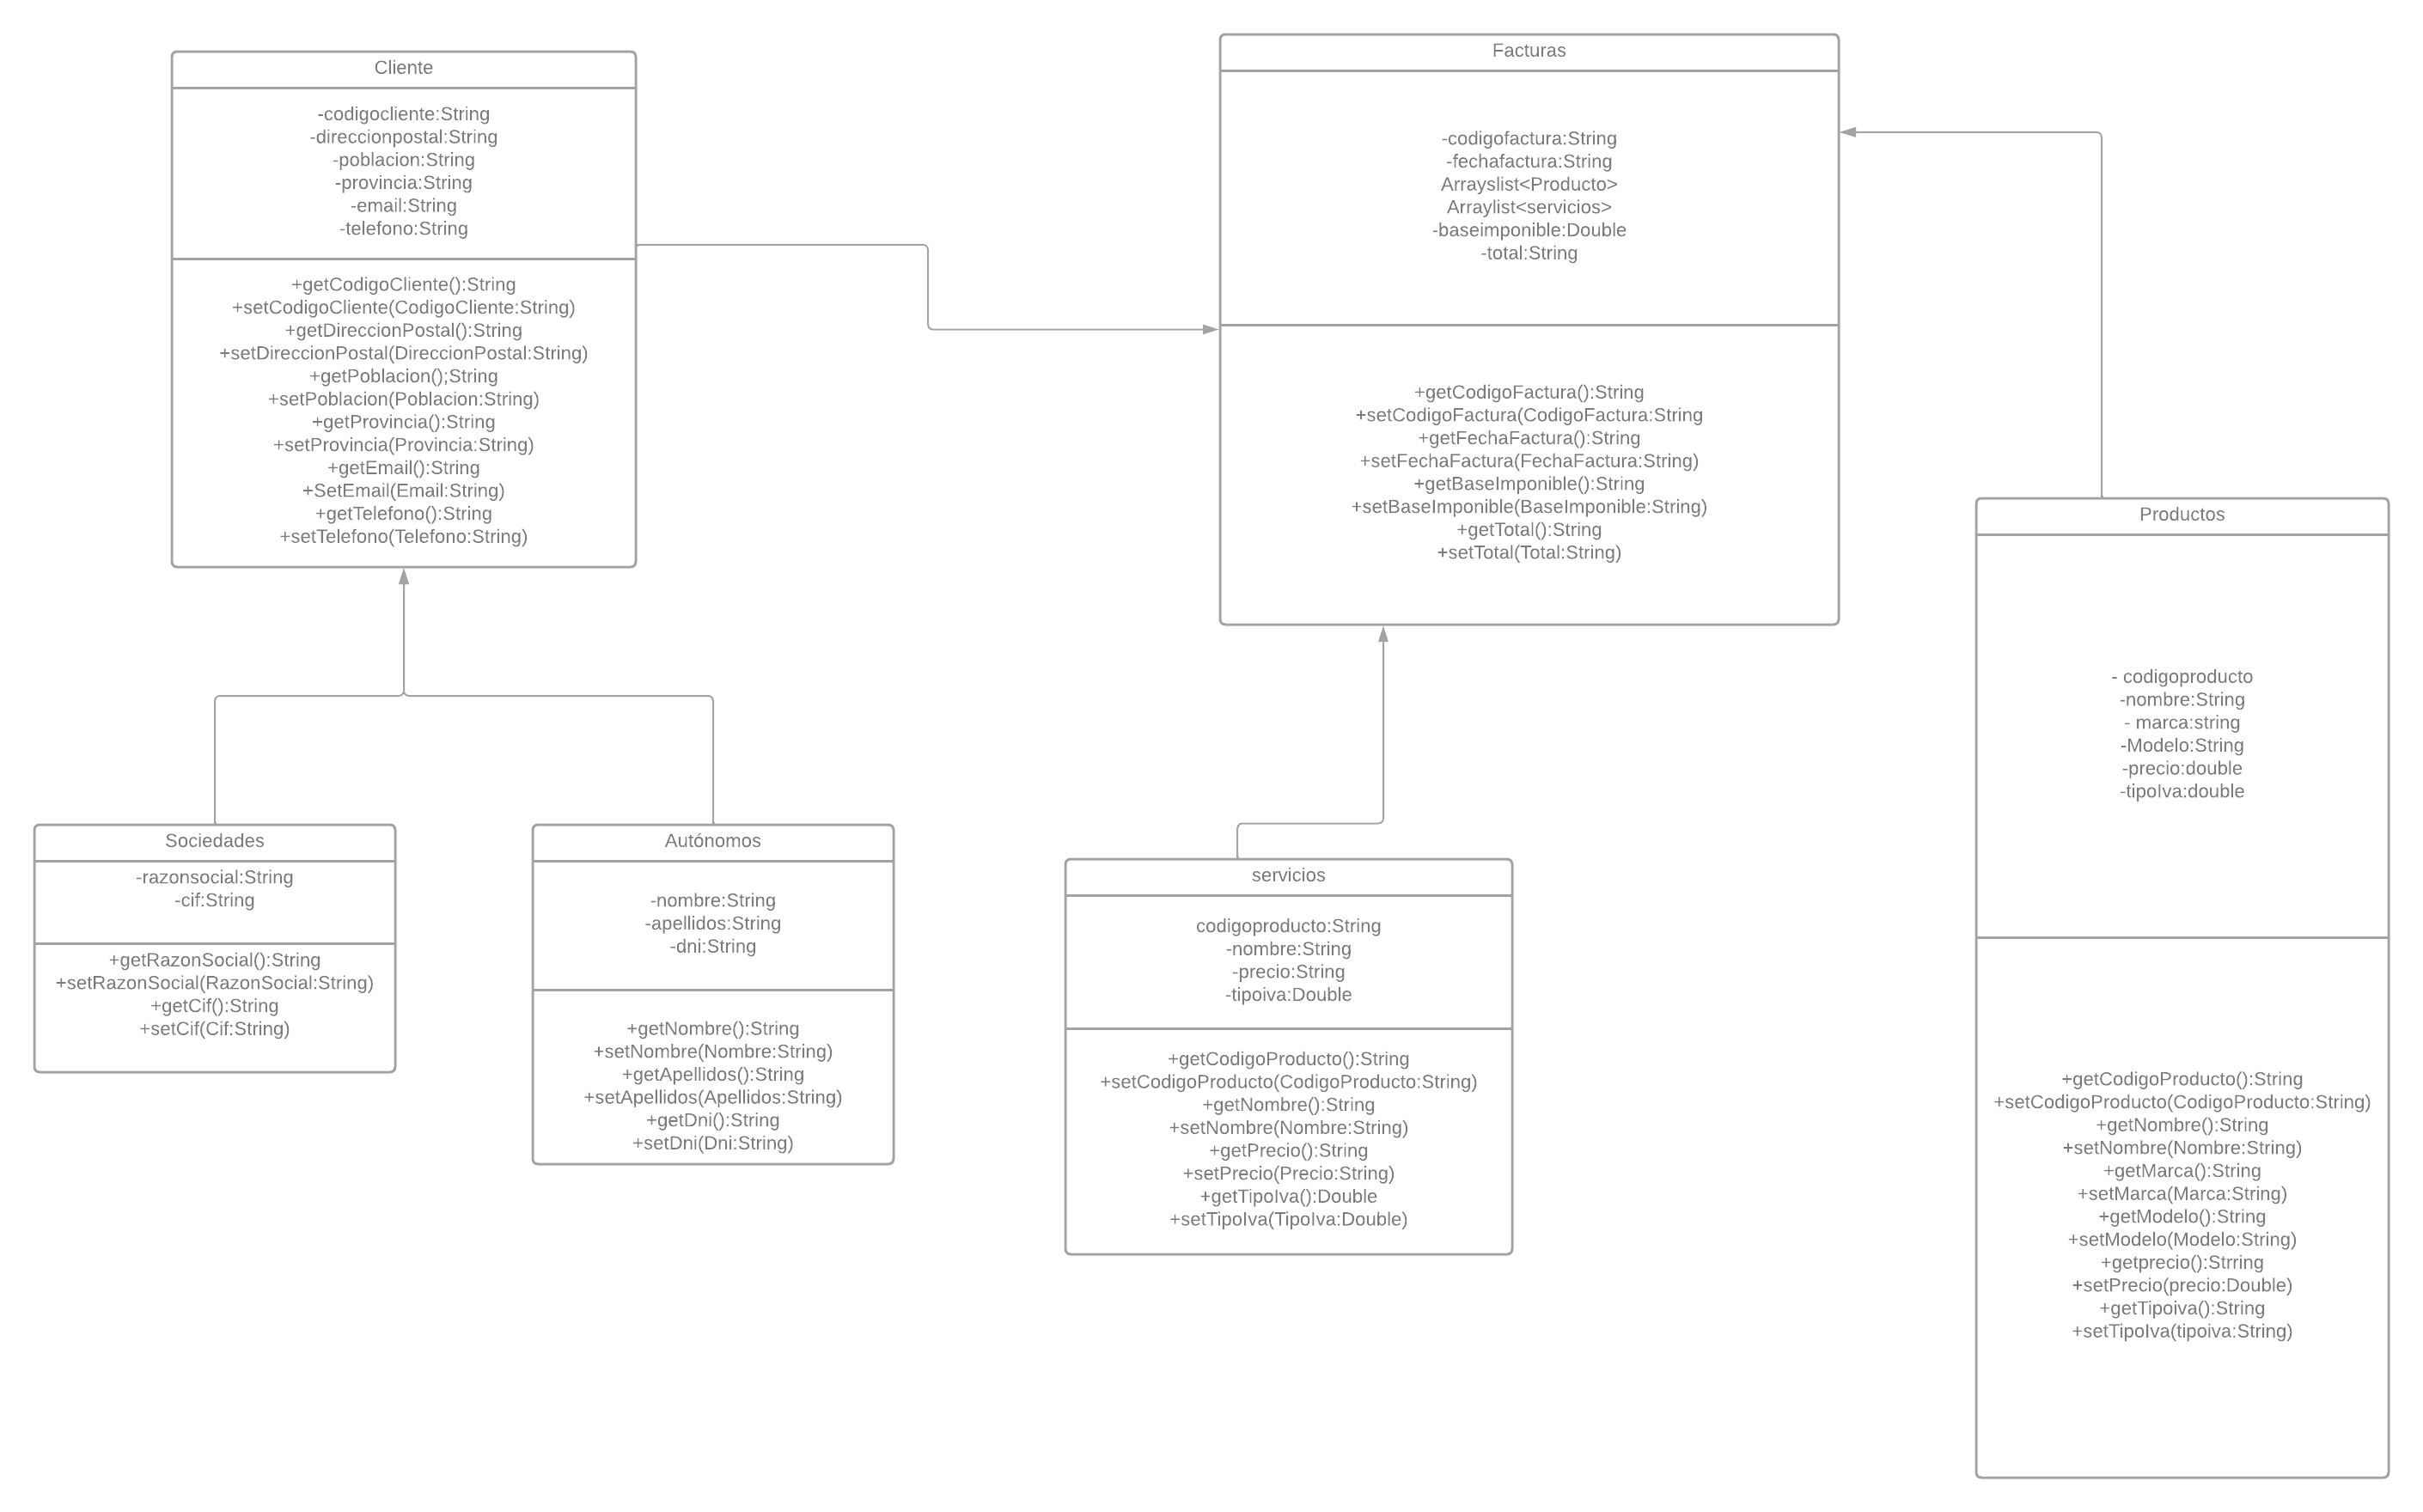 Cliente
-codigocliente:String
-direccionpostal:String
-poblacion:String
-provincia:String
-email:String
-telefono:String
+getCodigoCliente():String
+setCodigoCliente(CodigoCliente:String)
+getDireccionPostal():String
+setDireccionPostal(DireccionPostal:String)
+getPoblacion();String
+setPoblacion(Poblacion:String)
+getProvincia():String
+setProvincia(Provincia:String)
+getEmail():String
+SetEmail(Email:String)
+getTelefono():String
+setTelefono(Telefono:String)
Facturas
-codigofactura:String
-fechafactura:String
Arrayslist<Producto>
Arraylist<servicios>
-baseimponible:Double
-total:String
+getCodigoFactura():String
+setCodigoFactura(CodigoFactura:String
+getFechaFactura():String
+setFechaFactura(FechaFactura:String)
+getBaseImponible():String
+setBaseImponible(BaseImponible:String)
+getTotal():String
+setTotal(Total:String)
Productos
- codigoproducto
-nombre:String
- marca:string
-Modelo:String
-precio:double
-tipoIva:double
+getCodigoProducto():String
+setCodigoProducto(CodigoProducto:String)
+getNombre():String
+setNombre(Nombre:String)
+getMarca():String
+setMarca(Marca:String)
+getModelo():String
+setModelo(Modelo:String)
+getprecio():Strring
+setPrecio(precio:Double)
+getTipoiva():String
+setTipoIva(tipoiva:String)
Sociedades
-razonsocial:String
-cif:String
+getRazonSocial():String
+setRazonSocial(RazonSocial:String)
+getCif():String
+setCif(Cif:String)
Autónomos
-nombre:String
-apellidos:String
-dni:String
+getNombre():String
+setNombre(Nombre:String)
+getApellidos():String
+setApellidos(Apellidos:String)
+getDni():String
+setDni(Dni:String)
servicios
codigoproducto:String
-nombre:String
-precio:String
-tipoiva:Double
+getCodigoProducto():String
+setCodigoProducto(CodigoProducto:String)
+getNombre():String
+setNombre(Nombre:String)
+getPrecio():String
+setPrecio(Precio:String)
+getTipoIva():Double
+setTipoIva(TipoIva:Double)